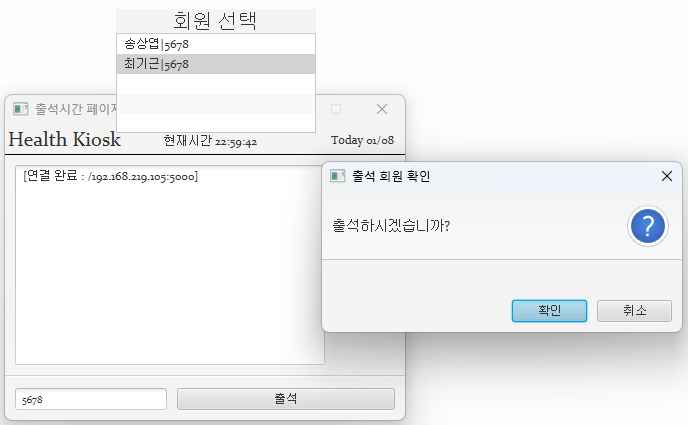 회원 선택
송상엽|5678
최기근|5678
출석시간 페이지
Health Kiosk
현재시간 22:59:42
Today 01/08
[연결 완료 : /192.168.219.105:5000]
출석 회원 확인
출석하시겠습니까?
확인
취소
5678
출석